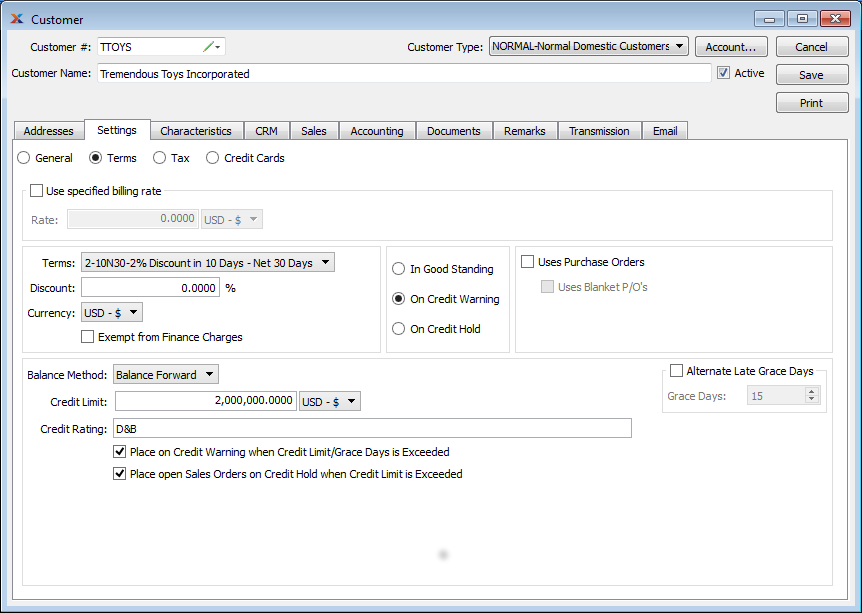 Customer
Customer #: TTOYS Customer Type: NORMAL-Normal Domestic Customers Account... Cancel
Customer Name: Tremendous Toys Incorporated Active Save
Print
Addresses Settings Characteristics CRM Sales Accounting Documents Remarks Transmission Email
General Terms Tax Credit Cards
Use specified billing rate
Rate: 0.0000 USD - $
Terms: 2-10N30-2% Discount in 10 Days - Net 30 Days
Discount: 0.0000 %
Currency: USD - $
Exempt from Finance Charges
In Good Standing
On Credit Warning
On Credit Hold
Uses Purchase Orders
Uses Blanket P/O's
Balance Method: Balance Forward
Credit Limit: 2,000,000.0000 USD - $
Credit Rating: D&B
Place on Credit Warning when Credit Limit/Grace Days is Exceeded
Place open Sales Orders on Credit Hold when Credit Limit is Exceeded
Alternate Late Grace Days
Grace Days: 15